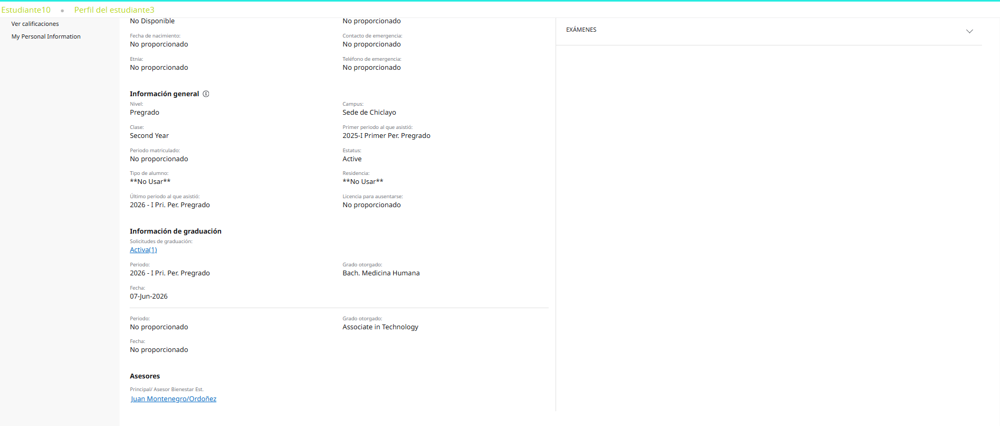 Estudiante10 • Perfil del estudiante3
Ver calificaciones
My Personal Information
No Disponible
No proporcionado
Fecha de nacimiento:
No proporcionado
Contacto de emergencia:
No proporcionado
Etnia:
No proporcionado
Teléfono de emergencia:
No proporcionado
Información general
Nivel:
Pregrado
Campus:
Sede de Chiclayo
Clase:
Second Year
Primer periodo al que asistió:
2025-I Primer Per. Pregrado
Periodo matriculado:
No proporcionado
Estatus:
Active
Tipo de alumno:
**No Usar**
Residencia:
**No Usar**
Último periodo al que asistió:
2026 - I Pri. Per. Pregrado
Licencia para ausentarse:
No proporcionado
Información de graduación
Solicitudes de graduación:
Activa(1)
Periodo:
2026 - I Pri. Per. Pregrado
Grado otorgado:
Bach. Medicina Humana
Fecha:
07-Jun-2026
Periodo:
No proporcionado
Grado otorgado:
Associate in Technology
Fecha:
No proporcionado
Asesores
Principal/ Asesor Bienestar Est.
Juan Montenegro/Ordoñez
EXÁMENES